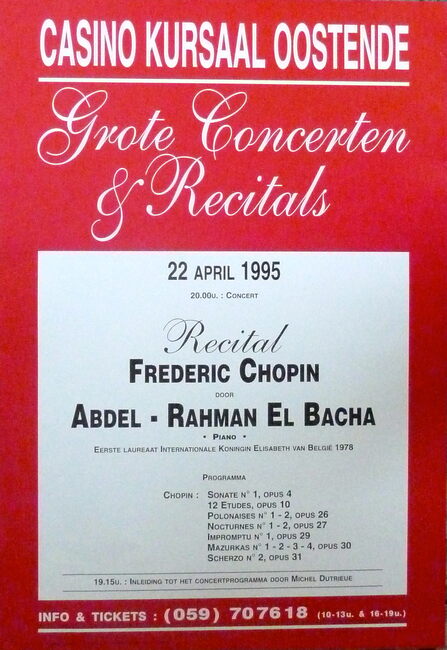 CASINO KURSAAL OOSTENDE
Grote Concerten
& Recitals
22 APRIL 1995
20.00U. : CONCERT
Recital
FREDERIC CHOPIN
DOOR
ABDEL - RAHMAN EL BACHA
• PIANO •
EERSTE LAUREAAT INTERNATIONALE KONINGIN ELISABETH VAN BELGIË 1978
PROGRAMMA
CHOPIN : SONATE N° 1, OPUS 4
12 ETUDES, OPUS 10
POLONAISES N° 1 - 2, OPUS 26
NOCTURNES N° 1 - 2, OPUS 27
IMPROMPTU N° 1, OPUS 29
MAZURKAS N° 1 - 2 - 3 - 4, OPUS 30
SCHERZO N° 2, OPUS 31
19.15U. : INLEIDING TOT HET CONCERTPROGRAMMA DOOR MICHEL DUTRIEUE
INFO & TICKETS : (059) 707618 (10-13u. & 16-19u.)